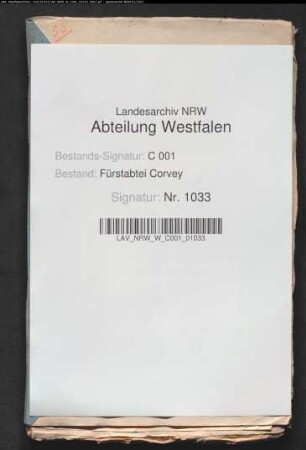 Landesarchiv NRW
Abteilung Westfalen
Bestands-Signatur: C 001
Bestand: Fürstabtei Corvey
Signatur: Nr. 1033
LAV_NRW_W_C001_01033